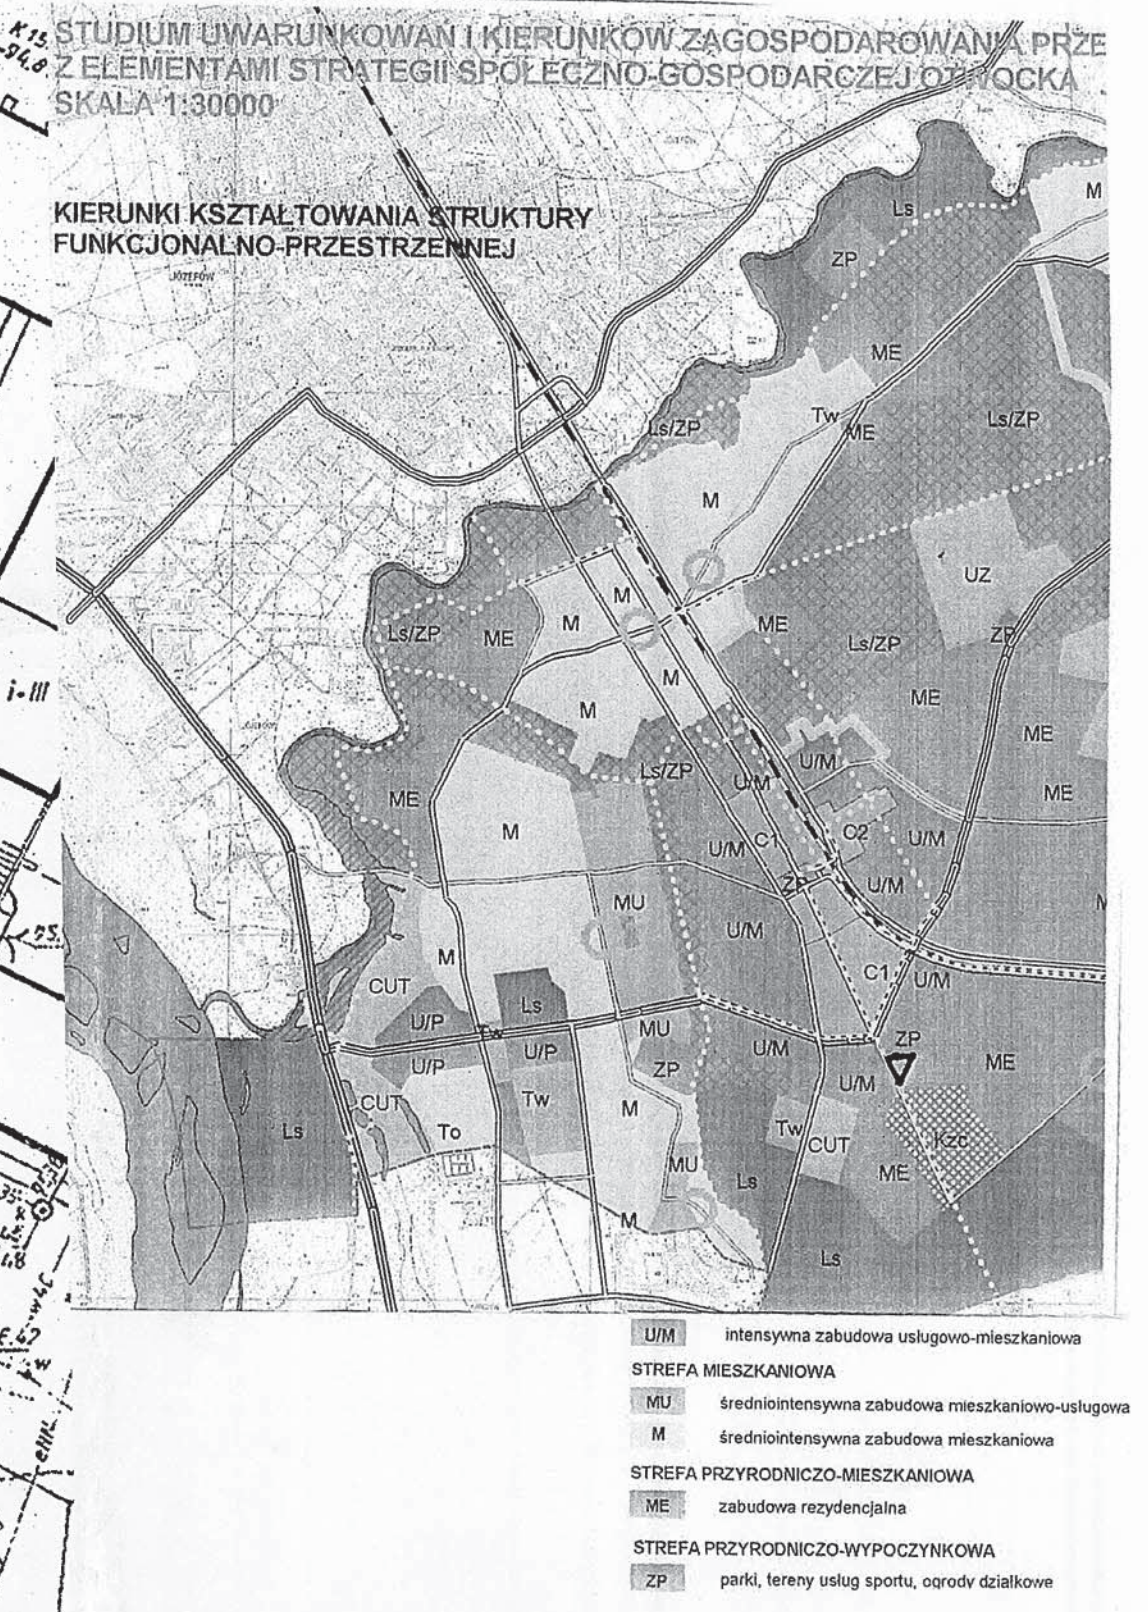 STUDIUM UWARUNKOWAŃ I KIERUNKÓW ZAGOSPODAROWANIA PRZE
Z ELEMENTAMI STRATEGII SPOŁECZNO-GOSPODARCZEJ OTWOCKA
SKALA 1:30000
KIERUNKI KSZTAŁTOWANIA STRUKTURY
FUNKCJONALNO-PRZESTRZENNEJ
JÓZEFÓW
M
Ls
ZP
ME
Tw
ME
Ls/ZP
Ls/ZP
M
UZ
M
M
Ls/ZP
ME
ME
Ls/ZP
ZP
M
M
ME
ME
U/M
Ls/ZP
U/M
ME
ME
M
C1
C2
U/M
U/M
ZP
U/M
MU
M
U/M
M
C1
U/M
CUT
Ls
U/P
Tw
MU
ZP
U/P
U/M
ME
U/P
ZP
U/M
Tw
CUT
M
Ls
To
Tw
CUT
Kzc
MU
ME
Ls
M
Ls
i-III
U/M intensywna zabudowa usługowo-mieszkaniowa
STREFA MIESZKANIOWA
MU średniointensywna zabudowa mieszkaniowo-usługowa
M średniointensywna zabudowa mieszkaniowa
STREFA PRZYRODNICZO-MIESZKANIOWA
ME zabudowa rezydencjalna
STREFA PRZYRODNICZO-WYPOCZYNKOWA
ZP parki, tereny usług sportu, ogrody działkowe